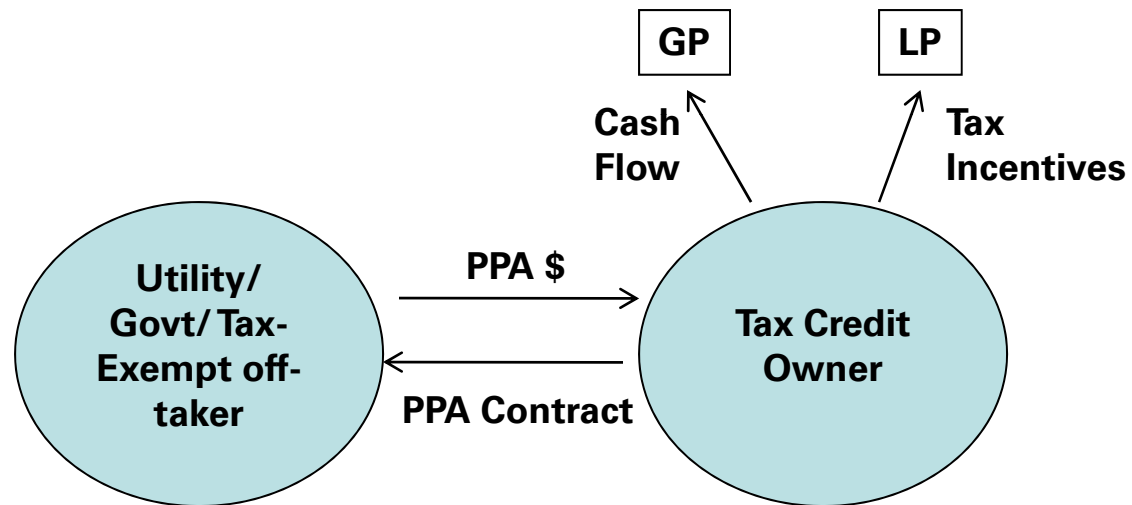 GP
LP
Cash
Flow
Tax
Incentives
Utility/
Govt/ Tax-
Exempt off-
taker
PPA $
PPA Contract
Tax Credit
Owner